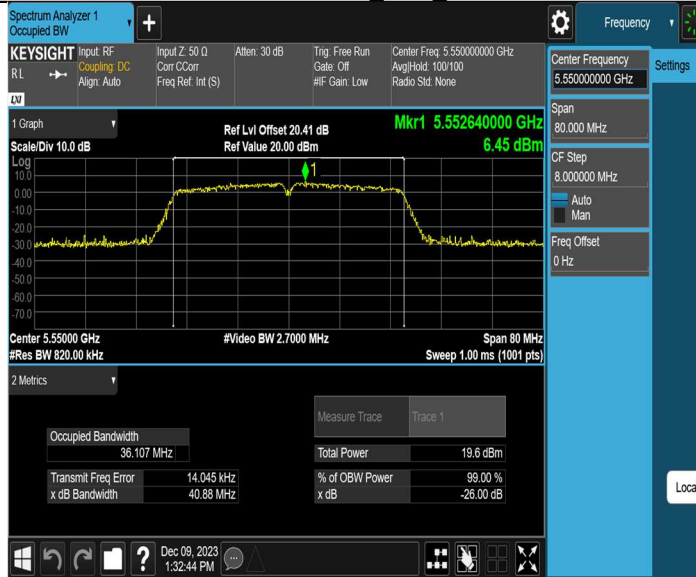 Spectrum Analyzer 1
Occupied BW
Frequency
KEYSIGHT Input: RF
Coupling: DC
Align: Auto
RL
LXI
Input Z: 50 Ω
Corr CCorr
Freq Ref: Int (S)
Atten: 30 dB
Trig: Free Run
Gate: Off
#IF Gain: Low
Center Freq: 5.550000000 GHz
Avg|Hold: 100/100
Radio Std: None
Center Frequency
5.550000000 GHz
Settings
Span
80.000 MHz
CF Step
8.000000 MHz
Auto
Man
Freq Offset
0 Hz
1 Graph
Scale/Div 10.0 dB
Ref Lvl Offset 20.41 dB
Ref Value 20.00 dBm
Mkr1 5.552640000 GHz
6.45 dBm
Log
10.0
0.00
-10.0
-20.0
-30.0
-40.0
-50.0
-60.0
-70.0
1
Center 5.55000 GHz
#Res BW 820.00 kHz
#Video BW 2.7000 MHz
Span 80 MHz
Sweep 1.00 ms (1001 pts)
2 Metrics
Measure Trace Trace 1
Occupied Bandwidth
36.107 MHz
Total Power 19.6 dBm
Transmit Freq Error 14.045 kHz
% of OBW Power 99.00 %
x dB Bandwidth 40.88 MHz
x dB -26.00 dB
Dec 09, 2023
1:32:44 PM